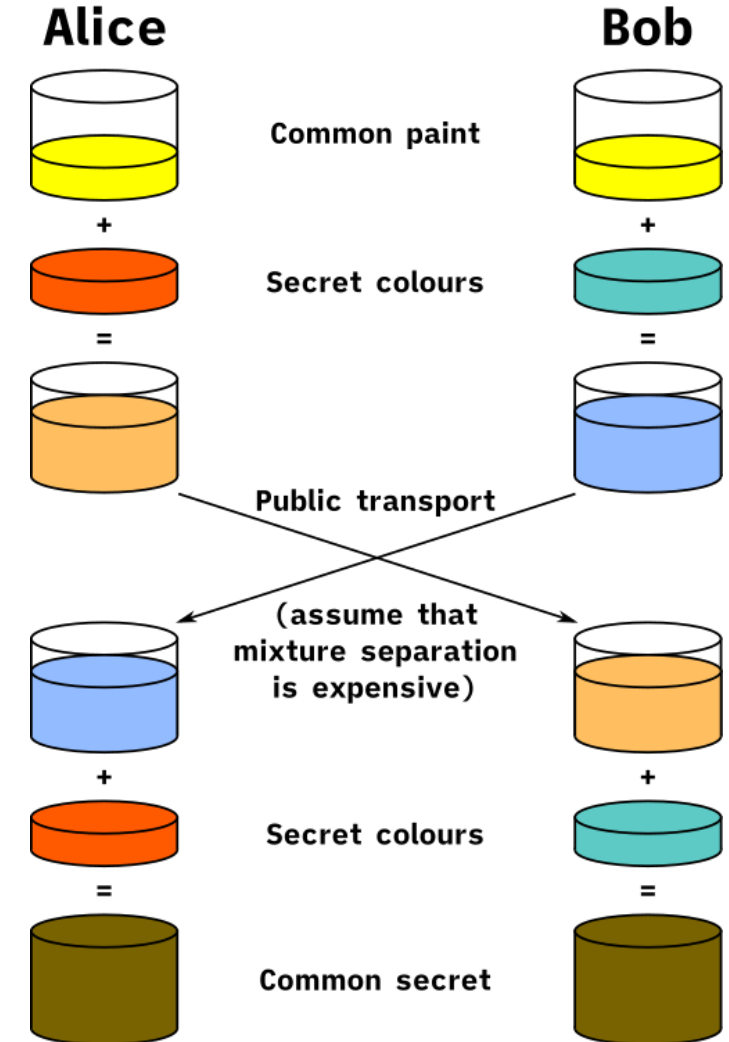 Alice
Bob
Common paint
+
+
Secret colours
=
=
Public transport
(assume that
mixture separation
is expensive)
+
+
Secret colours
=
=
Common secret